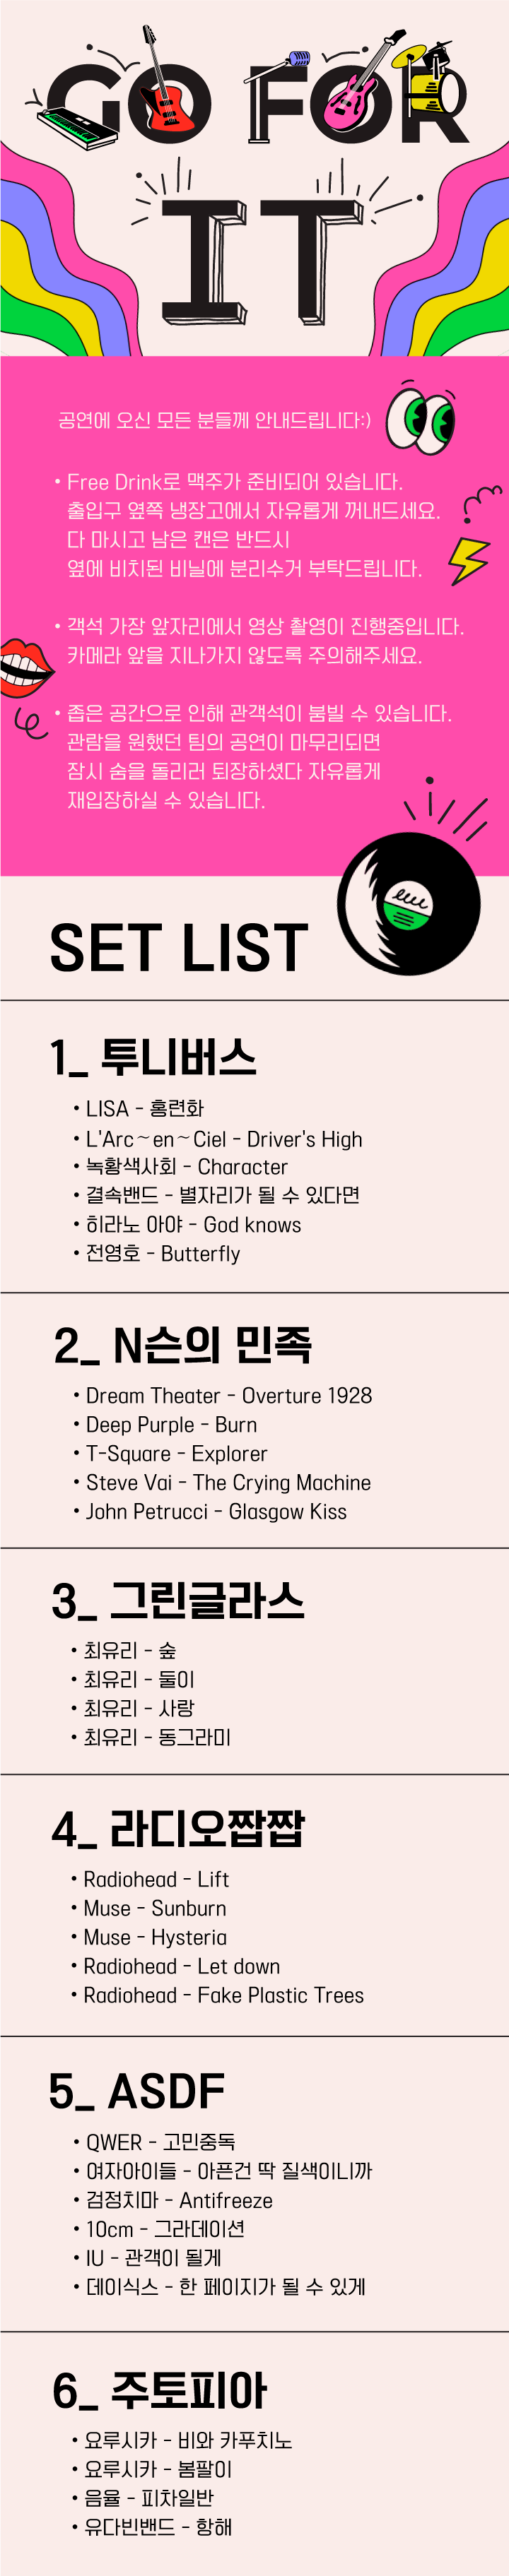 GO FOR
IT
공연에 오신 모든 분들께 안내드립니다:)
• Free Drink로 맥주가 준비되어 있습니다.
출입구 옆쪽 냉장고에서 자유롭게 꺼내드세요.
다 마시고 남은 캔은 반드시
옆에 비치된 비닐에 분리수거 부탁드립니다.
• 객석 가장 앞자리에서 영상 촬영이 진행중입니다.
카메라 앞을 지나가지 않도록 주의해주세요.
• 좁은 공간으로 인해 관객석이 붐빌 수 있습니다.
관람을 원했던 팀의 공연이 마무리되면
잠시 숨을 돌리러 퇴장하셨다 자유롭게
재입장하실 수 있습니다.
SET LIST
1_ 투니버스
• LISA - 홍련화
• L'Arc~en~Ciel - Driver's High
• 녹황색사회 - Character
• 결속밴드 - 별자리가 될 수 있다면
• 히라노 아야 - God knows
• 전영호 - Butterfly
2_ N슨의 민족
• Dream Theater - Overture 1928
• Deep Purple - Burn
• T-Square - Explorer
• Steve Vai - The Crying Machine
• John Petrucci - Glasgow Kiss
3_ 그린글라스
• 최유리 - 숲
• 최유리 - 둘이
• 최유리 - 사랑
• 최유리 - 동그라미
4_ 라디오짭짭
• Radiohead - Lift
• Muse - Sunburn
• Muse - Hysteria
• Radiohead - Let down
• Radiohead - Fake Plastic Trees
5_ ASDF
• QWER - 고민중독
• 여자아이들 - 아픈건 딱 질색이니까
• 검정치마 - Antifreeze
• 10cm - 그라데이션
• IU - 관객이 될게
• 데이식스 - 한 페이지가 될 수 있게
6_ 주토피아
• 요루시카 - 비와 카푸치노
• 요루시카 - 봄팔이
• 음율 - 피차일반
• 유다빈밴드 - 항해